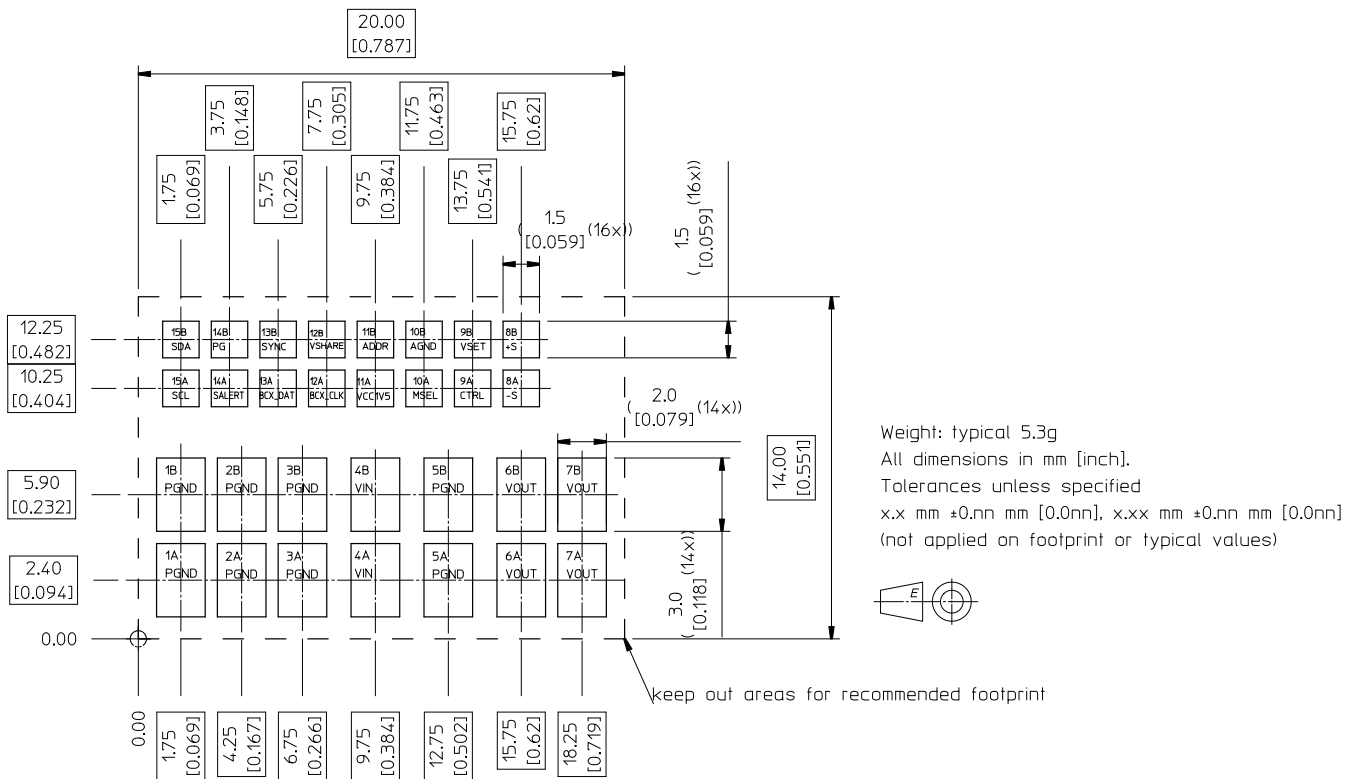 20.00
[0.787]
3.75
[0.148]
7.75
[0.305]
11.75
[0.463]
15.75
[0.62]
1.75
[0.069]
5.75
[0.226]
9.75
[0.384]
13.75
[0.541]
( 1.5 [0.059] (16x))
( 1.5 [0.059] (16x))
12.25
[0.482]
15B SDA
14B PG
13B SYNC
12B VSHARE
11B ADDR
10B AGND
9B VSET
8B +S
10.25
[0.404]
15A SCL
14A SALERT
13A BCX_DAT
12A BCX_CLK
11A VCC1V5
10A MSEL
9A CTRL
8A -S
( 2.0 [0.079] (14x))
14.00
[0.551]
5.90
[0.232]
1B PGND
2B PGND
3B PGND
4B VIN
5B PGND
6B VOUT
7B VOUT
2.40
[0.094]
1A PGND
2A PGND
3A PGND
4A VIN
5A PGND
6A VOUT
7A VOUT
( 3.0 [0.118] (14x))
0.00
Weight: typical 5.3g
All dimensions in mm [inch].
Tolerances unless specified
x.x mm ±0.nn mm [0.0nn], x.xx mm ±0.nn mm [0.0nn]
(not applied on footprint or typical values)
E
keep out areas for recommended footprint
0.00
1.75
[0.069]
4.25
[0.167]
6.75
[0.266]
9.75
[0.384]
12.75
[0.502]
15.75
[0.62]
18.25
[0.719]